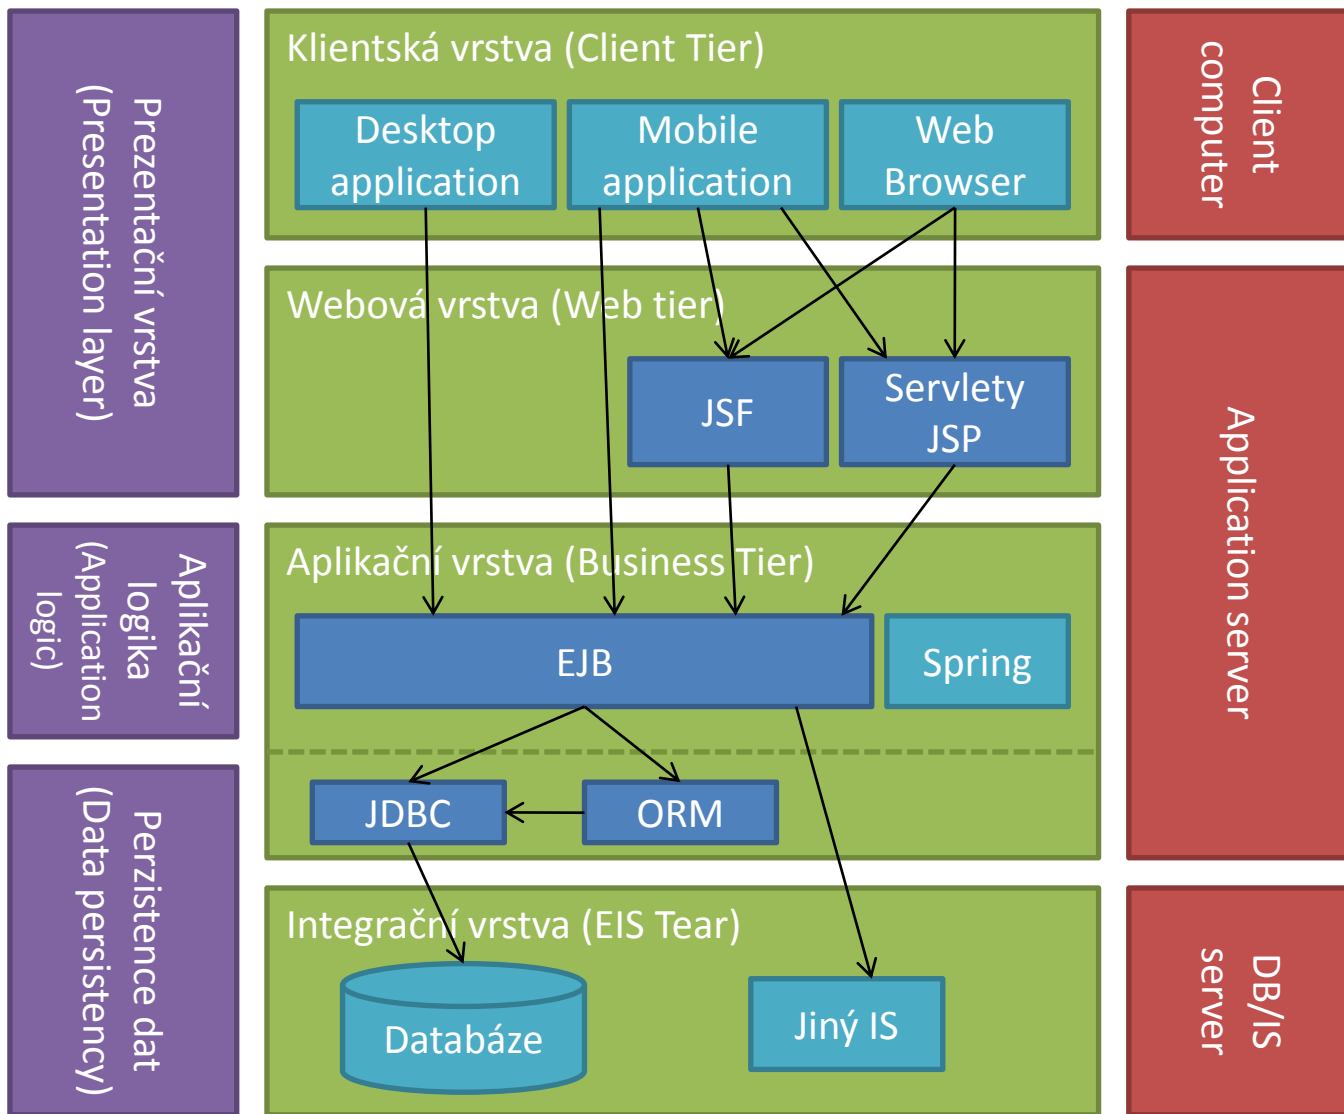 Prezentační vrstva
(Presentation layer)
Aplikační
logika
(Application
logic)
Perzistence dat
(Data persistency)
Klientská vrstva (Client Tier)
Desktop
application
Mobile
application
Web
Browser
Webová vrstva (Web tier)
JSF
Servlety
JSP
Aplikační vrstva (Business Tier)
EJB
Spring
JDBC
ORM
Integrační vrstva (EIS Tear)
Databáze
Jiný IS
Client
computer
Application server
DB/IS
server